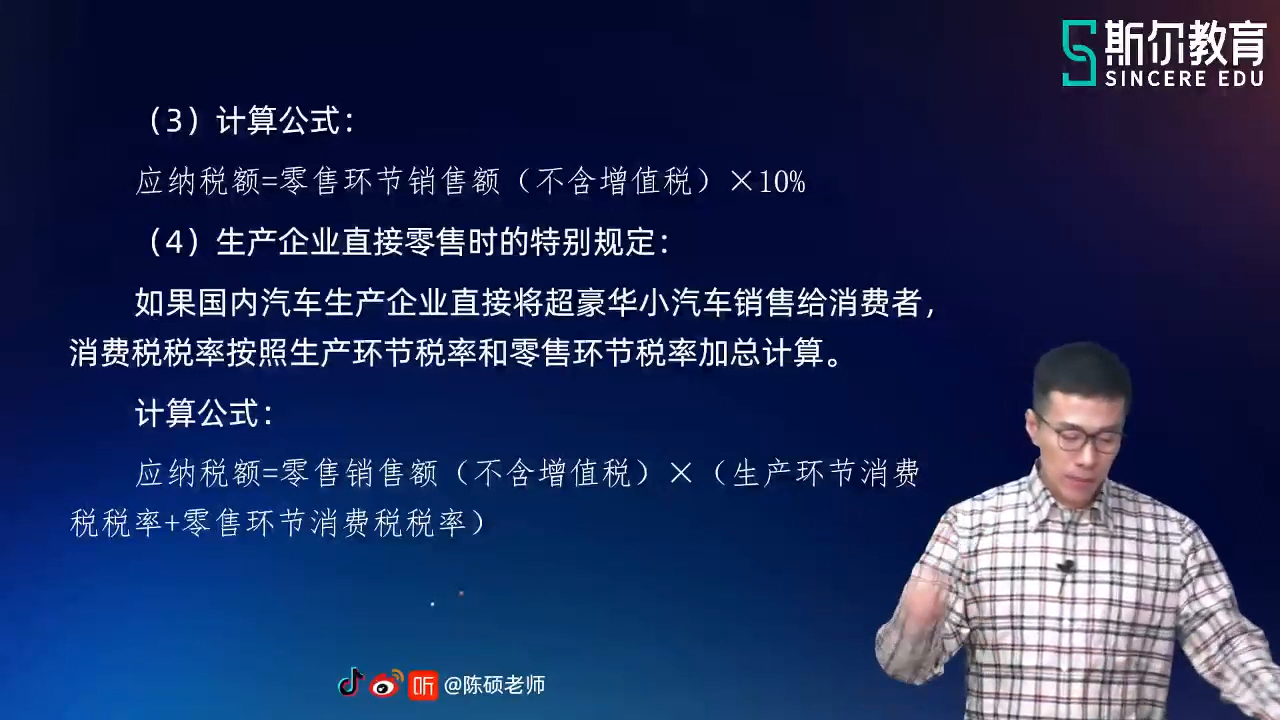 斯尔教育
SINCERE EDU
（3）计算公式：
应纳税额=零售环节销售额（不含增值税）×10%
（4）生产企业直接零售时的特别规定：
如果国内汽车生产企业直接将超豪华小汽车销售给消费者，
消费税税率按照生产环节税率和零售环节税率加总计算。
计算公式：
应纳税额=零售销售额（不含增值税）×（生产环节消费
税税率+零售环节消费税税率）
听 @陈硕老师